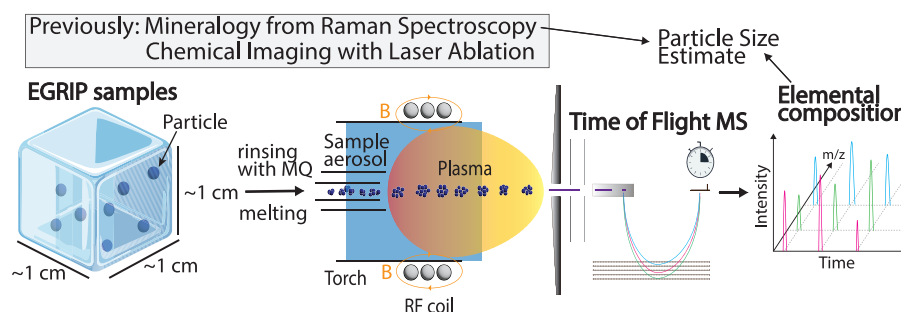 Previously: Mineralogy from Raman Spectroscopy
Chemical Imaging with Laser Ablation
Particle Size
Estimate
EGRIP samples
Particle
~1 cm
~1 cm
~1 cm
rinsing
with MQ
melting
B
Sample
aerosol
Plasma
Torch
B
RF coil
Time of Flight MS
Elemental
composition
m/z
Intensity
Time